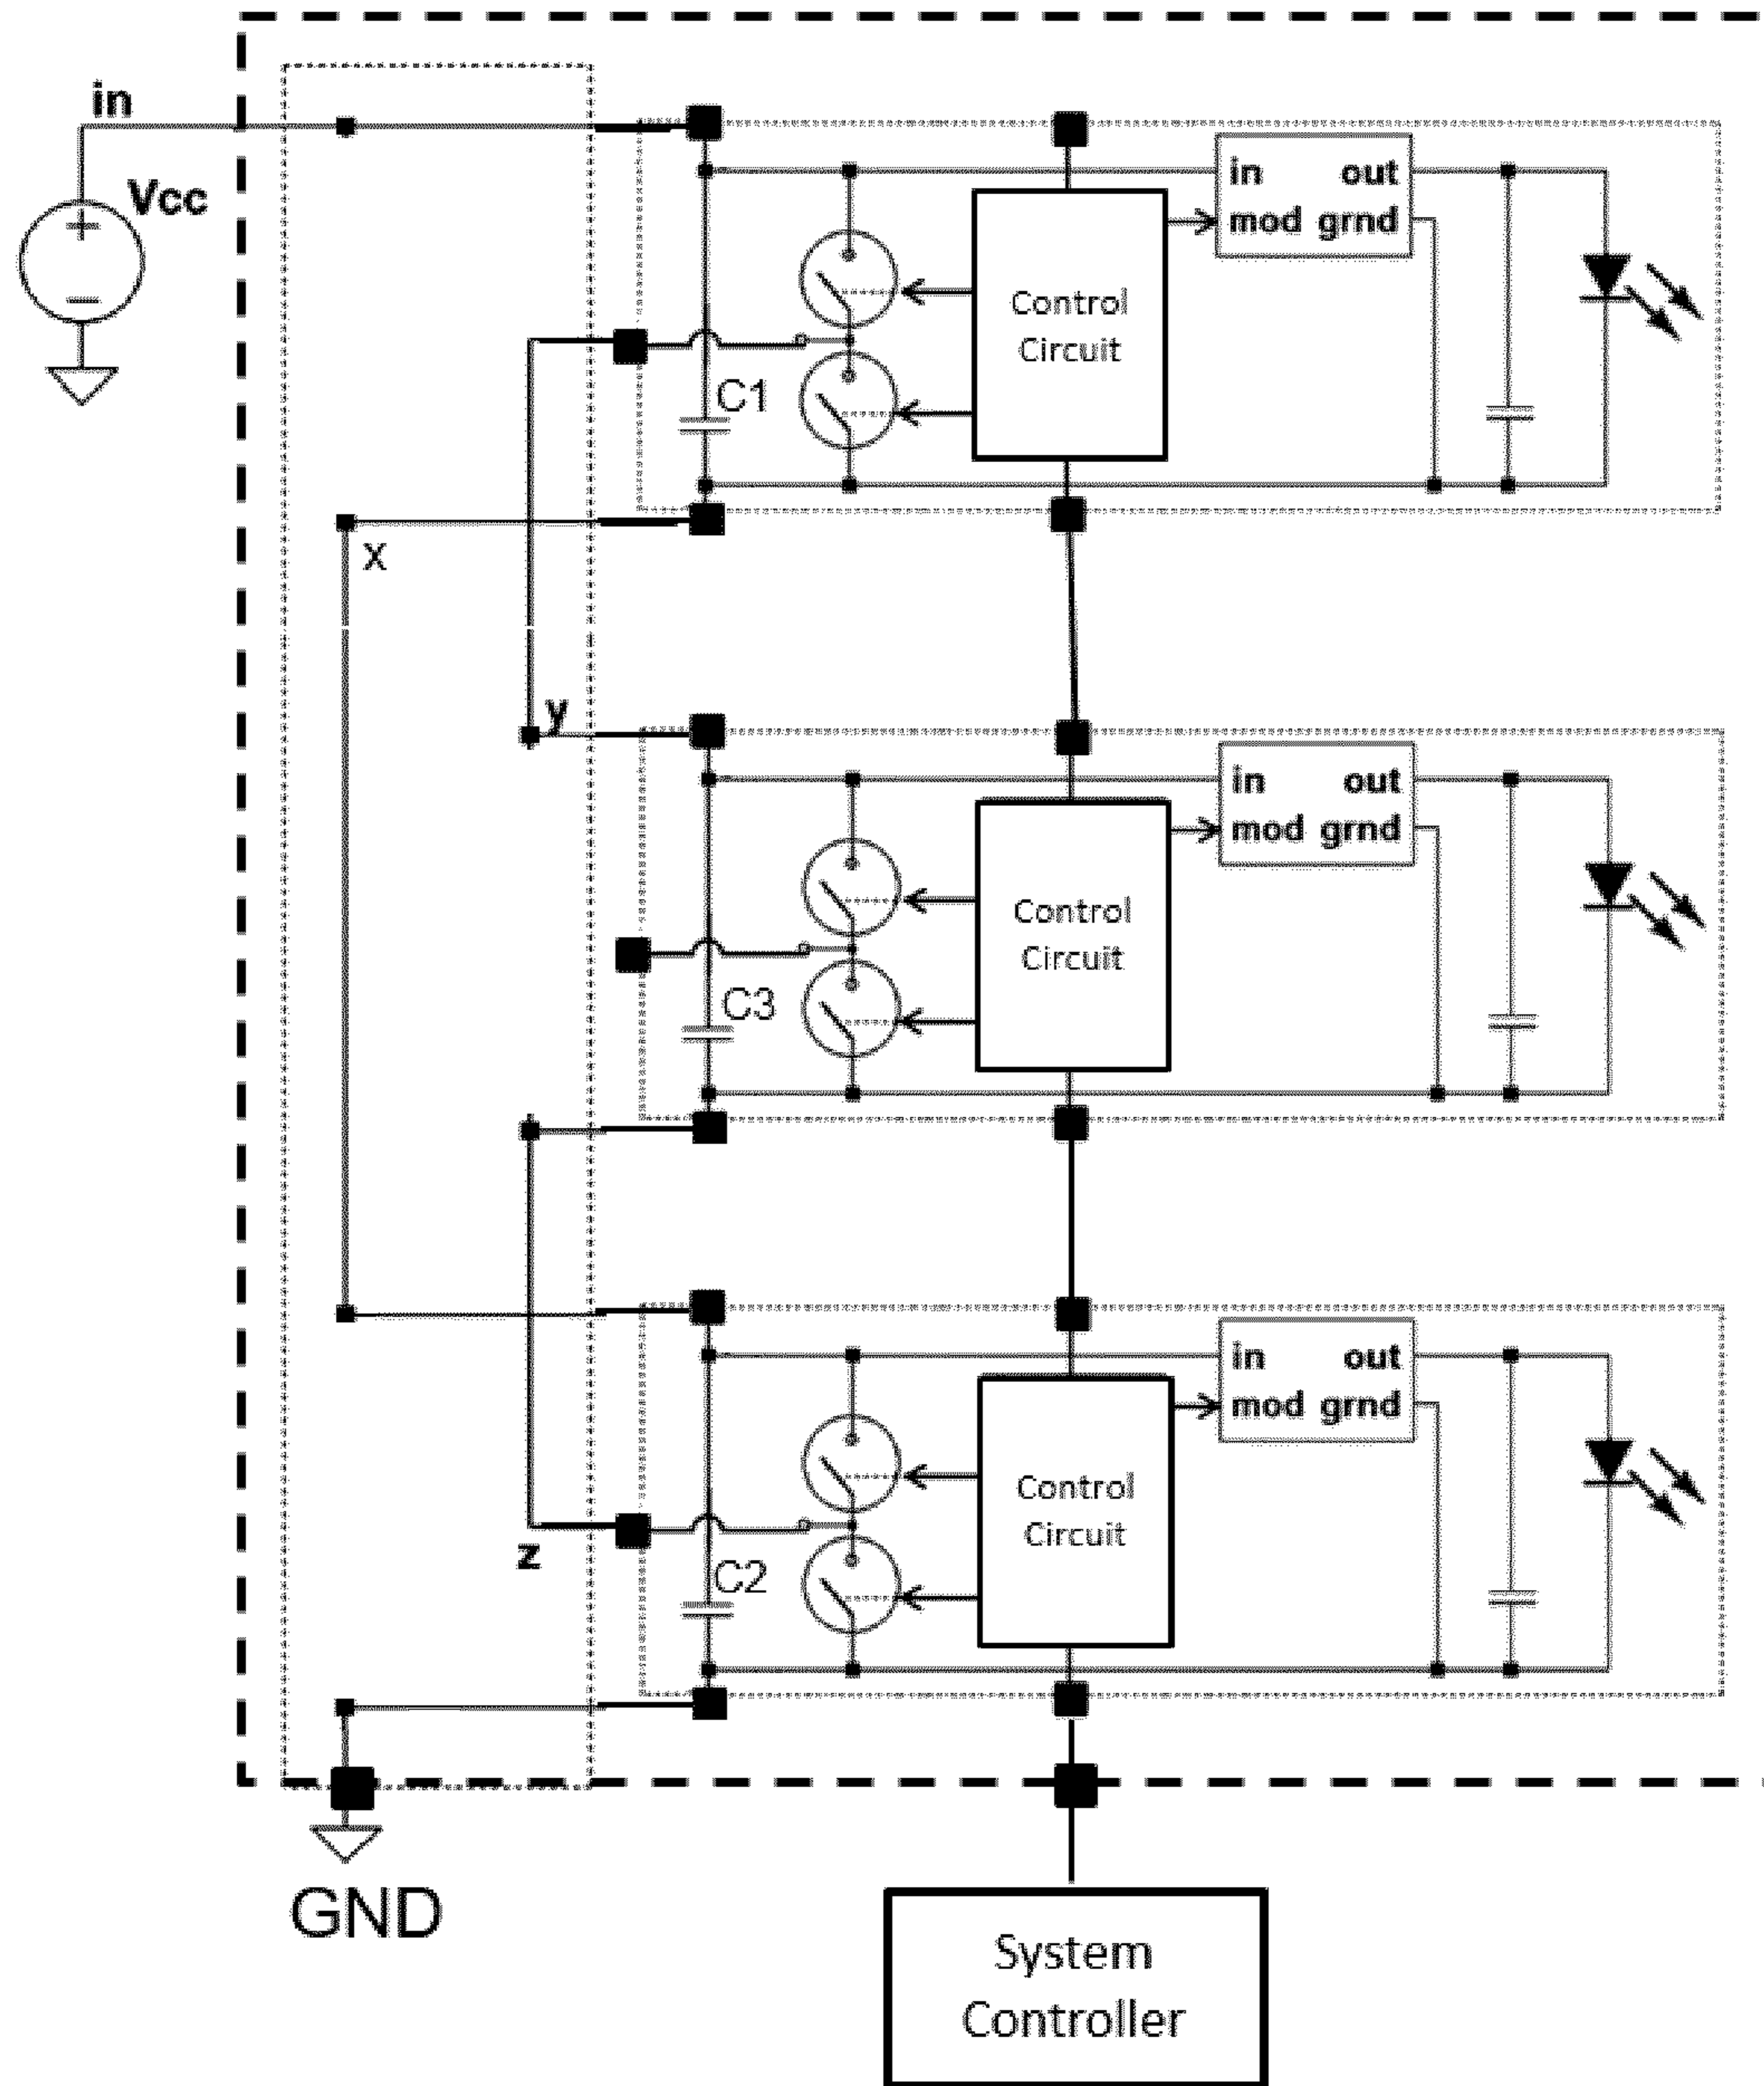 in
Vcc
+
−
in out
mod grnd
Control
Circuit
C1
x
y
in out
mod grnd
Control
Circuit
C3
in out
mod grnd
Control
Circuit
z
C2
GND
System
Controller